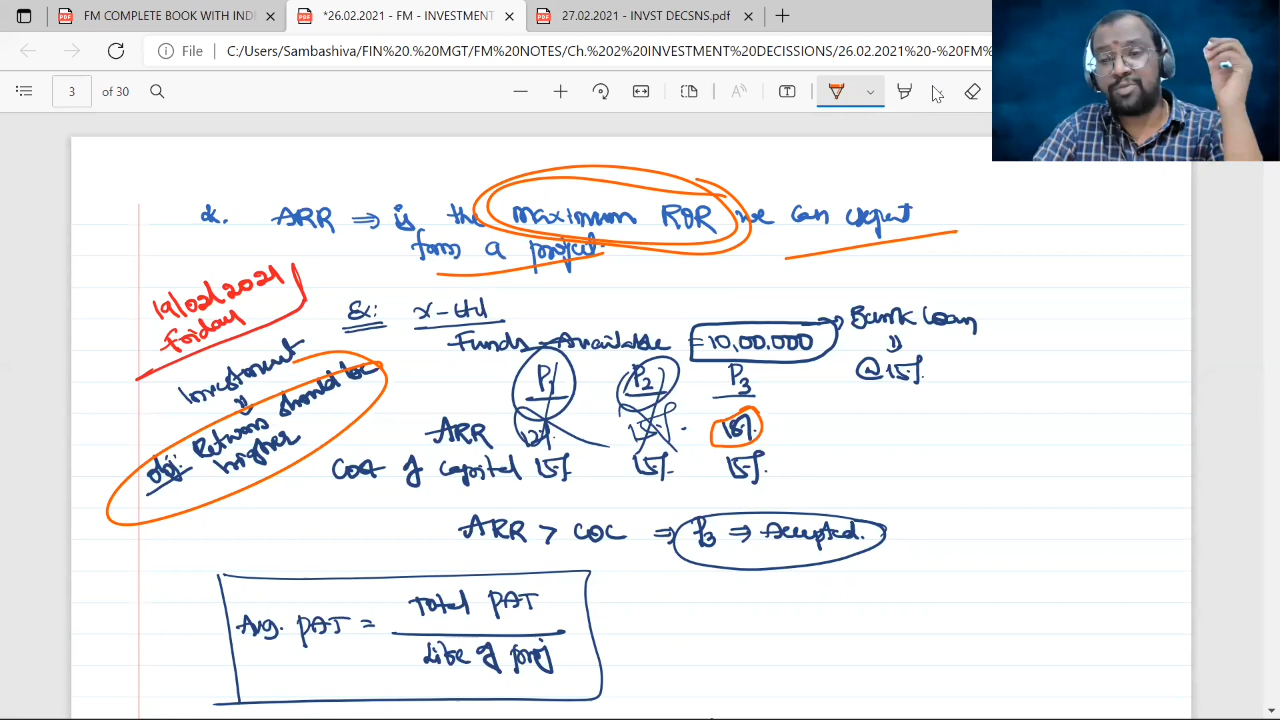 FM COMPLETE BOOK WITH INDE
*26.02.2021 - FM - INVESTMENT
27.02.2021 - INVST DECSNS.pdf
File
C:/Users/Sambashiva/FIN%20.%20MGT/FM%20NOTES/Ch.%202%20INVESTMENT%20DECISSIONS/26.02.2021%20-%20FM%
3 of 30
ARR ⇒ is the maximum ROR we can expect
from a project.
19/02/2021
Friday
Ex: X-Ltd
Funds Available = 10,00,000 → Bank Loan
@ 15%
Investment
Obj: Returns should be
higher
P1 P2 P3
ARR 12%. 15%. 18%.
Cost of capital 15% 15% 15%.
ARR > COC ⇒ P3 ⇒ Accepted.
Avg. PAT = Total PAT
Life of proj